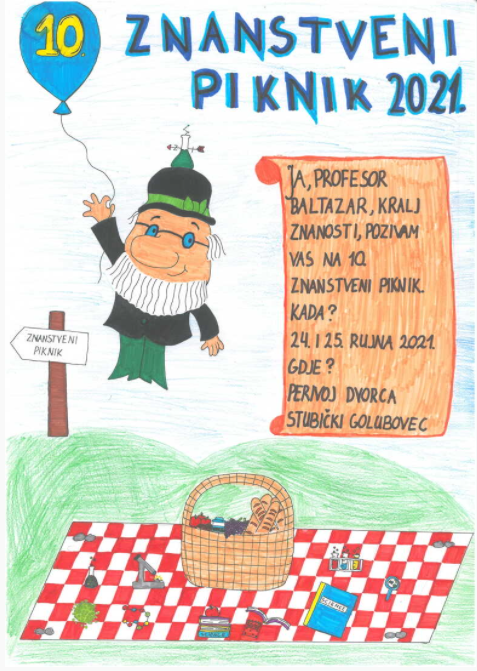 10.
ZNANSTVENI
PIKNIK 2021.
JA, PROFESOR
BALTAZAR, KRALJ
ZNANOSTI, POZIVAM
VAS NA 10.
ZNANSTVENI PIKNIK.
KADA?
24. I 25. RUJNA 2021.
GDJE?
PERIVOJ DVORCA
STUBIČKI GOLUBOVEC
ZNANSTVENI
PIKNIK
SCIENCE